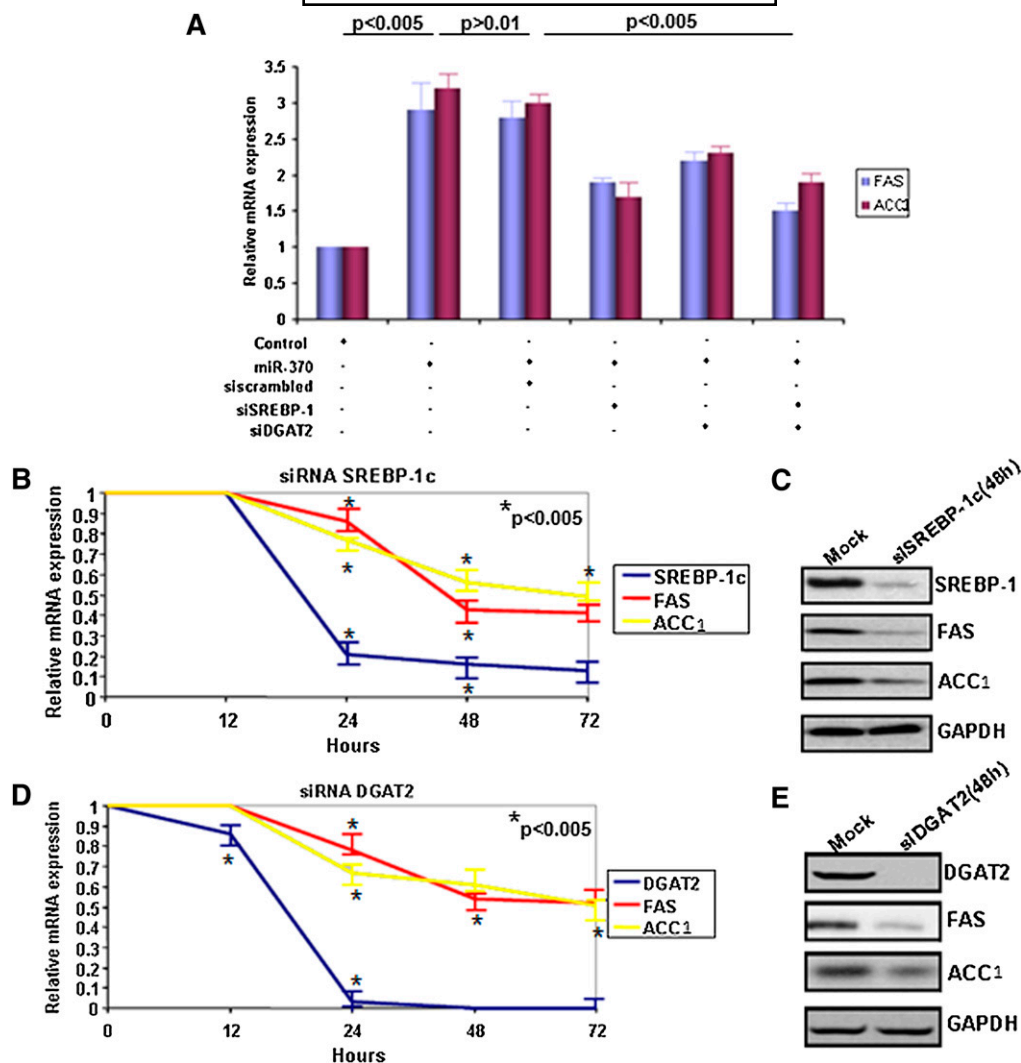 A
p<0.005 p>0.01 p<0.005
Relative mRNA expression
3.5
3
2.5
2
1.5
1
0.5
0
FAS
ACC1
Control + - - - - -
miR-370 - + + + + +
siscrambled - - + - - -
siSREBP-1 - - - + - +
siDGAT2 - - - - + +
B
siRNA SREBP-1c
*p<0.005
Relative mRNA expression
1
0.9
0.8
0.7
0.6
0.5
0.4
0.3
0.2
0.1
0
* * * * * * *
0 12 24 48 72
Hours
SREBP-1c
FAS
ACC1
C
Mock siSREBP-1c(48h)
SREBP-1
FAS
ACC1
GAPDH
D
siRNA DGAT2
*p<0.005
Relative mRNA expression
1
0.9
0.8
0.7
0.6
0.5
0.4
0.3
0.2
0.1
0
* * * * * *
0 12 24 48 72
Hours
DGAT2
FAS
ACC1
E
Mock siDGAT2(48h)
DGAT2
FAS
ACC1
GAPDH